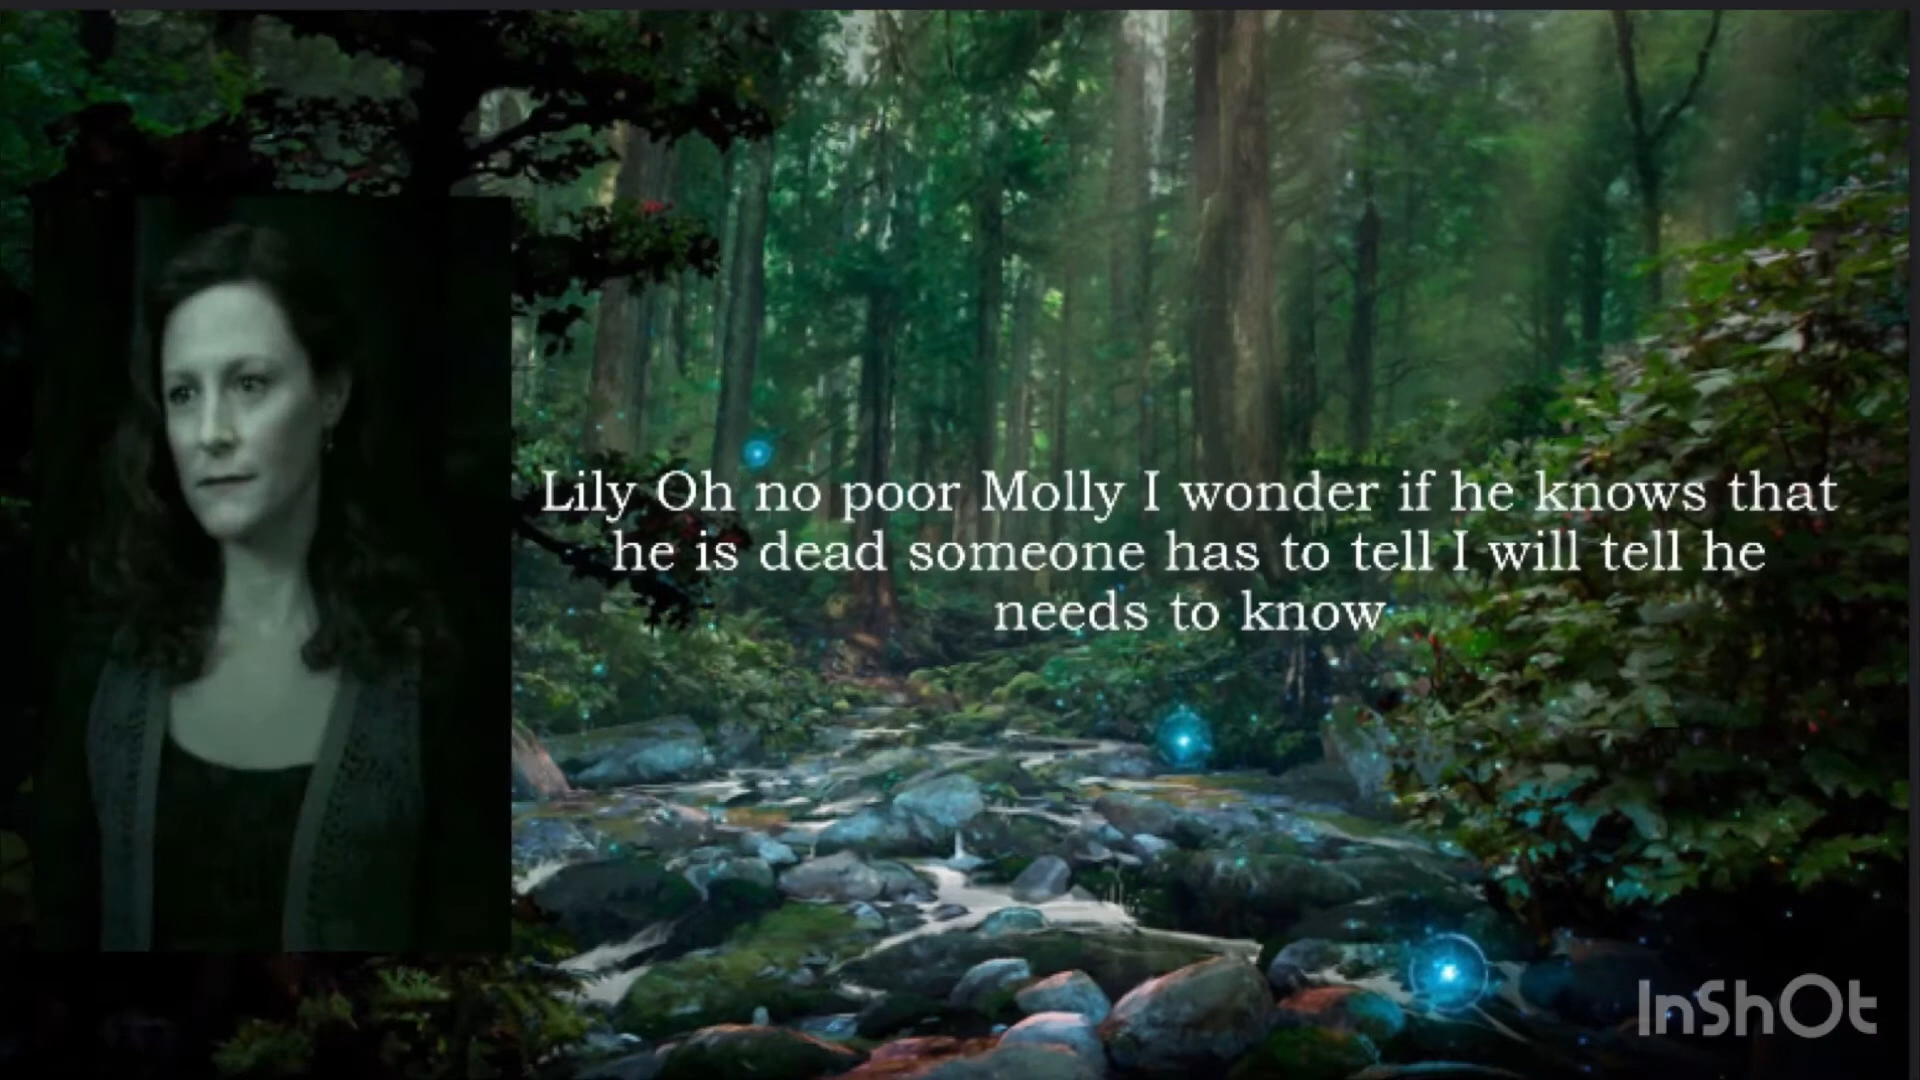 Lily Oh no poor Molly I wonder if he knows that
he is dead someone has to tell I will tell he
needs to know
InShOt